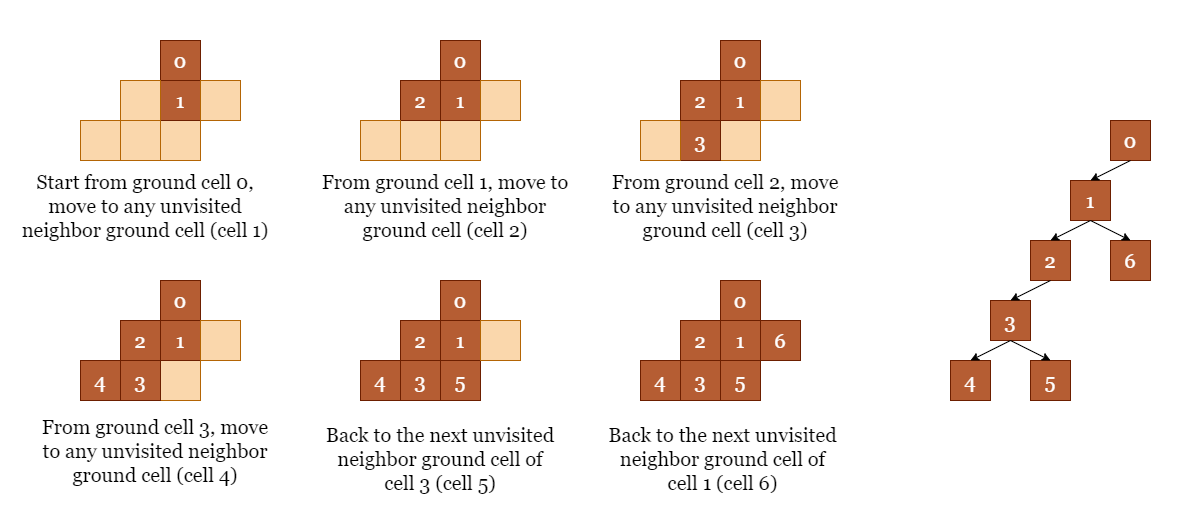 0
1
Start from ground cell 0,
move to any unvisited
neighbor ground cell (cell 1)
0
2 1
From ground cell 1, move to
any unvisited neighbor
ground cell (cell 2)
0
2 1
3
From ground cell 2, move
to any unvisited neighbor
ground cell (cell 3)
0
2 1
4 3
From ground cell 3, move
to any unvisited neighbor
ground cell (cell 4)
0
2 1
4 3 5
Back to the next unvisited
neighbor ground cell of
cell 3 (cell 5)
0
2 1 6
4 3 5
Back to the next unvisited
neighbor ground cell of
cell 1 (cell 6)
0
1
2 6
3
4 5